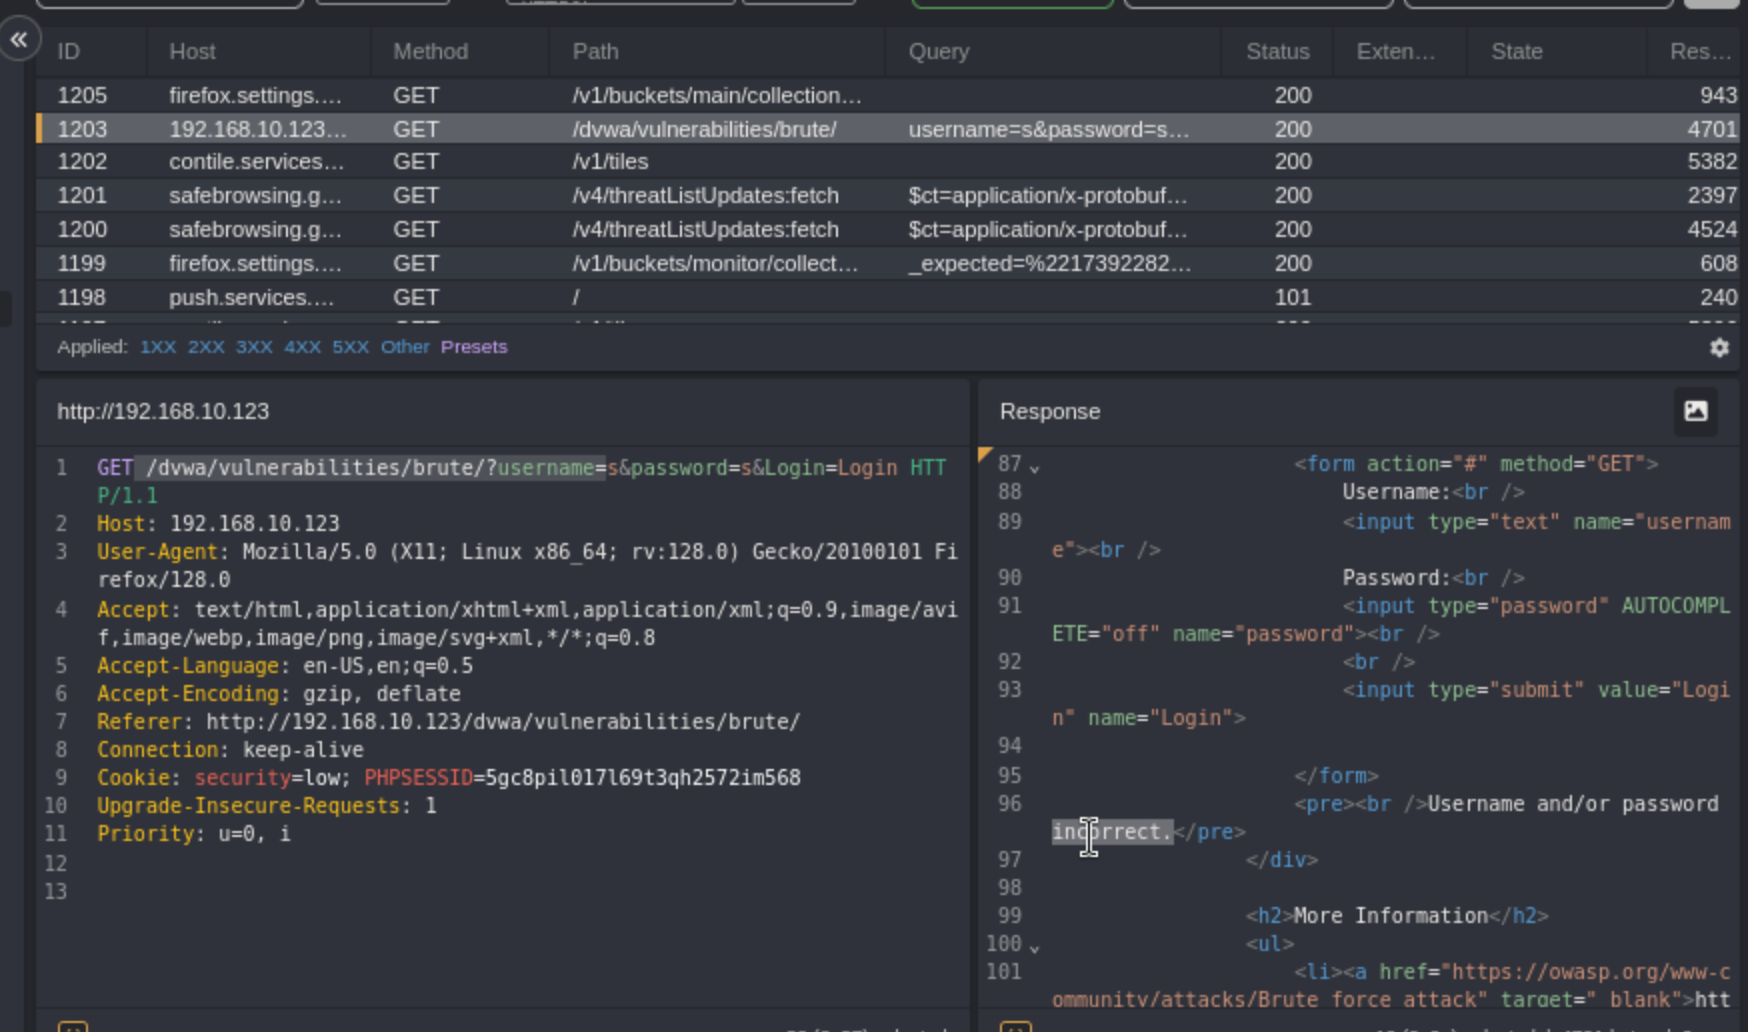 ID Host Method Path Query Status Exten... State Res...
1205 firefox.settings.... GET /v1/buckets/main/collection... 200 943
1203 192.168.10.123... GET /dvwa/vulnerabilities/brute/ username=s&password=s... 200 4701
1202 contile.services... GET /v1/tiles 200 5382
1201 safebrowsing.g... GET /v4/threatListUpdates:fetch $ct=application/x-protobuf... 200 2397
1200 safebrowsing.g... GET /v4/threatListUpdates:fetch $ct=application/x-protobuf... 200 4524
1199 firefox.settings.... GET /v1/buckets/monitor/collect... _expected=%2217392282... 200 608
1198 push.services.... GET / 101 240
Applied: 1XX 2XX 3XX 4XX 5XX Other Presets
http://192.168.10.123
1 GET /dvwa/vulnerabilities/brute/?username=s&password=s&Login=Login HTT
P/1.1
2 Host: 192.168.10.123
3 User-Agent: Mozilla/5.0 (X11; Linux x86_64; rv:128.0) Gecko/20100101 Fi
refox/128.0
4 Accept: text/html,application/xhtml+xml,application/xml;q=0.9,image/avi
f,image/webp,image/png,image/svg+xml,*/*;q=0.8
5 Accept-Language: en-US,en;q=0.5
6 Accept-Encoding: gzip, deflate
7 Referer: http://192.168.10.123/dvwa/vulnerabilities/brute/
8 Connection: keep-alive
9 Cookie: security=low; PHPSESSID=5gc8pil017l69t3qh2572im568
10 Upgrade-Insecure-Requests: 1
11 Priority: u=0, i
12
13
Response
87 <form action="#" method="GET">
88 Username:<br />
89 <input type="text" name="usernam
e"><br />
90 Password:<br />
91 <input type="password" AUTOCOMPL
ETE="off" name="password"><br />
92 <br />
93 <input type="submit" value="Logi
n" name="Login">
94
95 </form>
96 <pre><br />Username and/or password
incorrect.</pre>
97 </div>
98
99 <h2>More Information</h2>
100 <ul>
101 <li><a href="https://owasp.org/www-c
ommunity/attacks/Brute_force_attack" target="_blank">htt